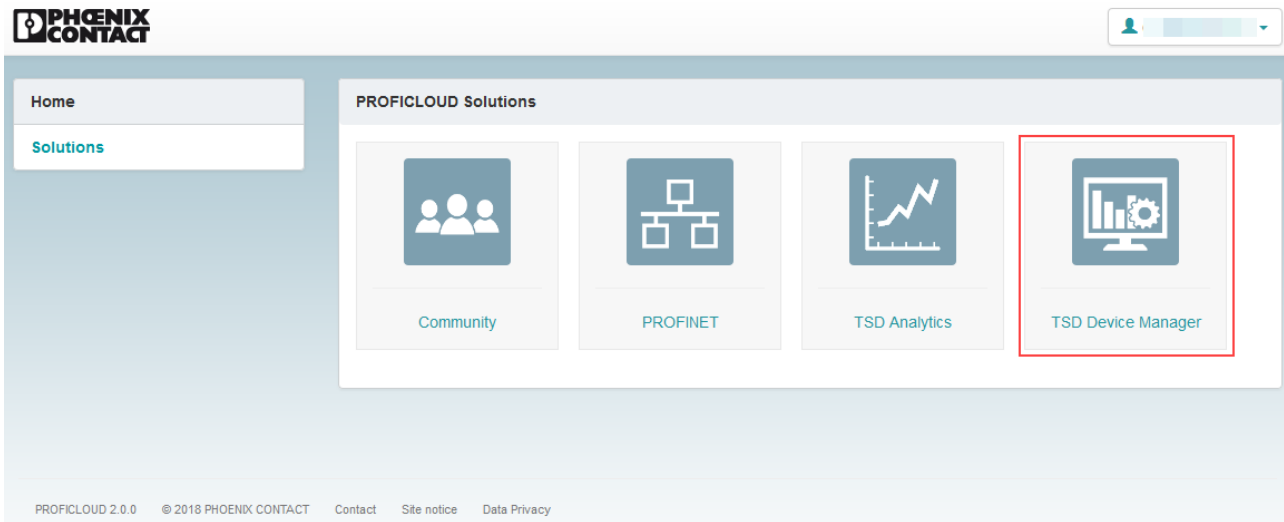 PHŒNIX
CONTACT
Home
Solutions
PROFICLOUD Solutions
Community
PROFINET
TSD Analytics
TSD Device Manager
PROFICLOUD 2.0.0 © 2018 PHOENIX CONTACT Contact Site notice Data Privacy